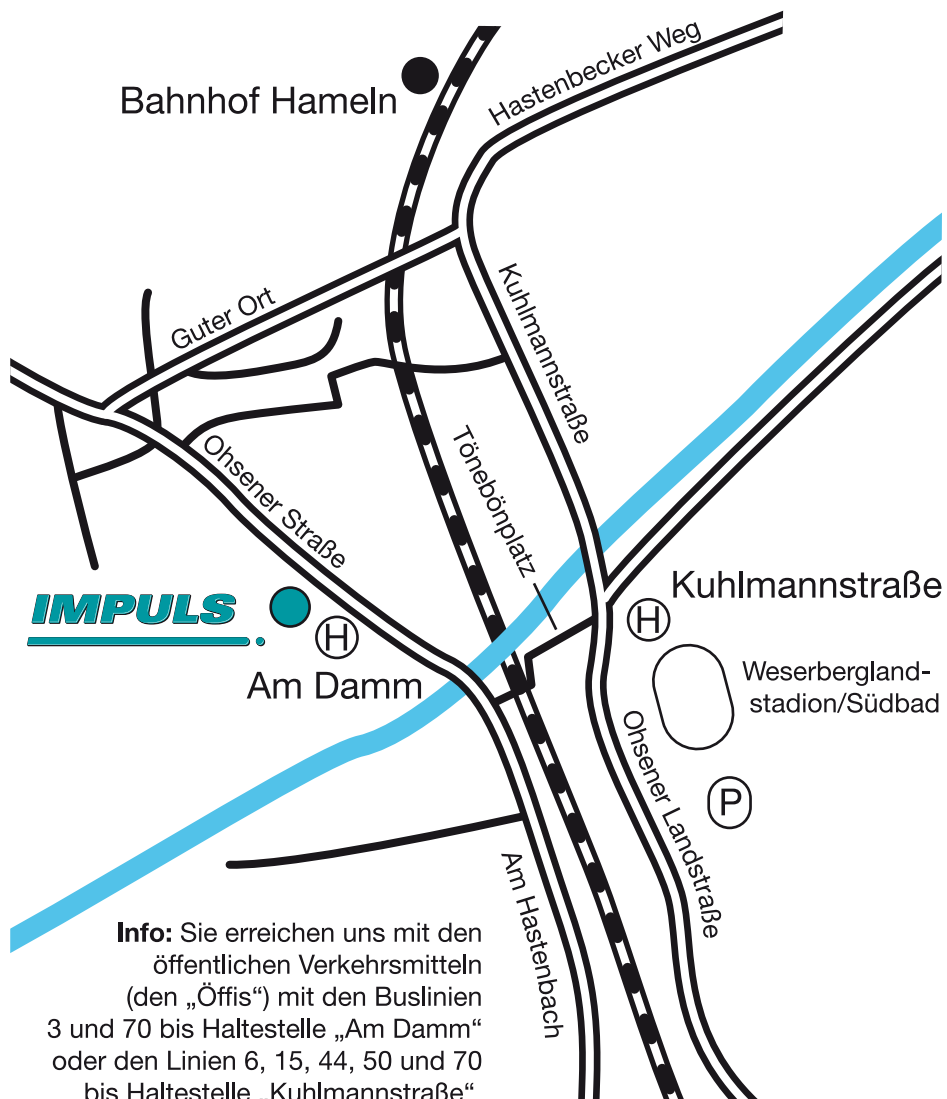 Hastenbecker Weg
Bahnhof Hameln
Guter Ort
Kuhlmannstraße
Tönebönplatz
Ohsener Straße
IMPULS
H
Am Damm
Kuhlmannstraße
H
Weserbergland-
stadion/Südbad
Ohsener Landstraße
P
Am Hastenbach
Info: Sie erreichen uns mit den
öffentlichen Verkehrsmitteln
(den „Öffis“) mit den Buslinien
3 und 70 bis Haltestelle „Am Damm“
oder den Linien 6, 15, 44, 50 und 70
bis Haltestelle „Kuhlmannstraße“